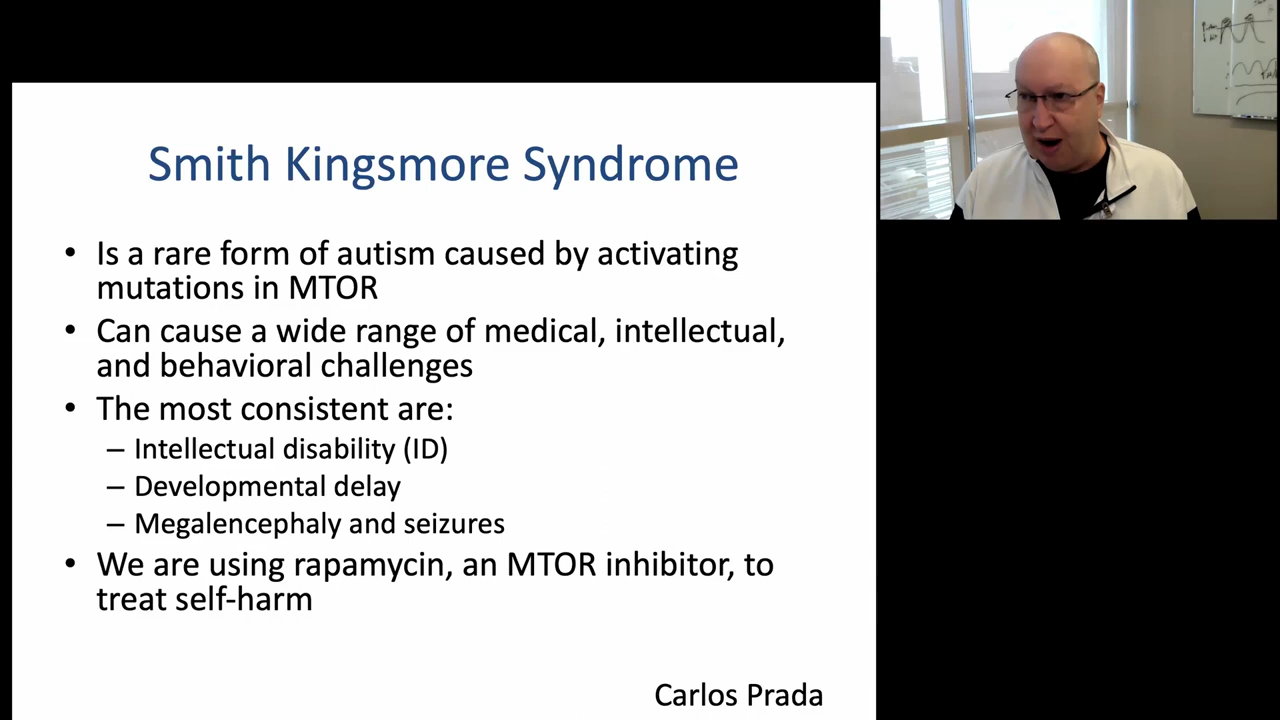 Smith Kingsmore Syndrome
• Is a rare form of autism caused by activating
mutations in MTOR
• Can cause a wide range of medical, intellectual,
and behavioral challenges
• The most consistent are:
– Intellectual disability (ID)
– Developmental delay
– Megalencephaly and seizures
• We are using rapamycin, an MTOR inhibitor, to
treat self-harm
Carlos Prada